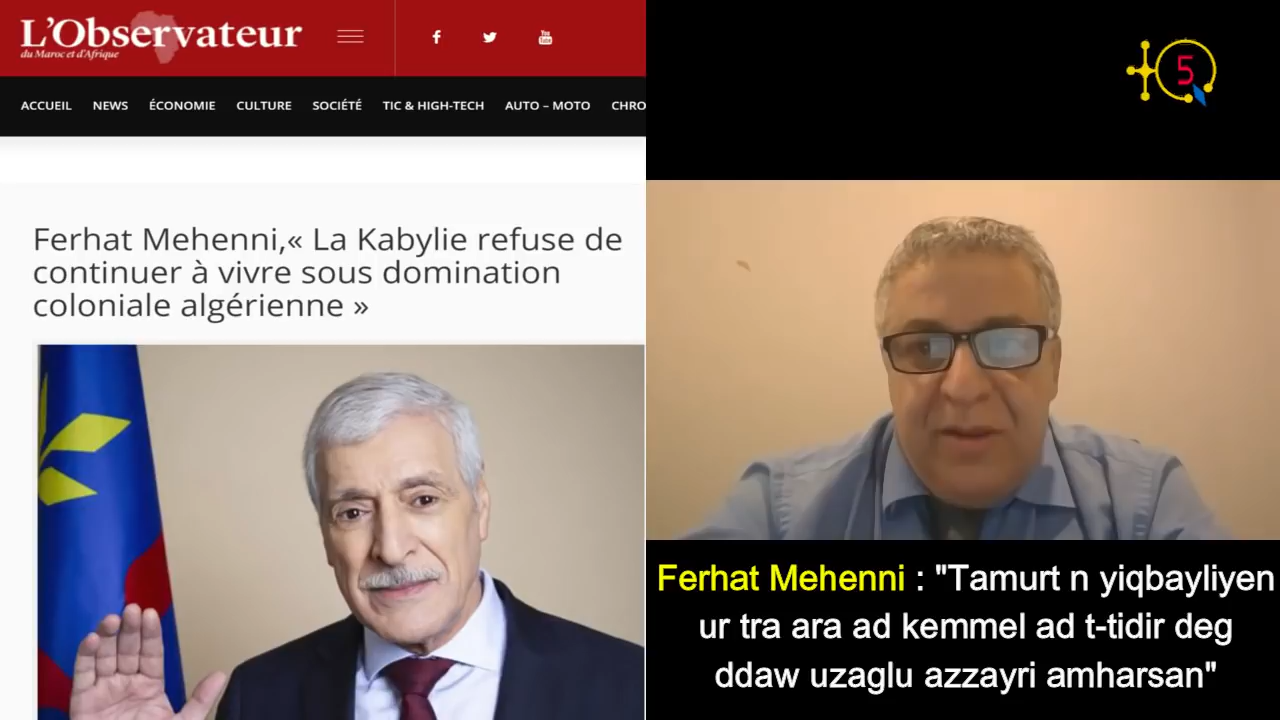 L'Observateur
du Maroc et d'Afrique
ACCUEIL NEWS ÉCONOMIE CULTURE SOCIÉTÉ TIC & HIGH-TECH AUTO – MOTO CHRO
Ferhat Mehenni,« La Kabylie refuse de
continuer à vivre sous domination
coloniale algérienne »
5
Ferhat Mehenni : "Tamurt n yiqbayliyen
ur tra ara ad kemmel ad t-tidir deg
ddaw uzaglu azzayri amharsan"